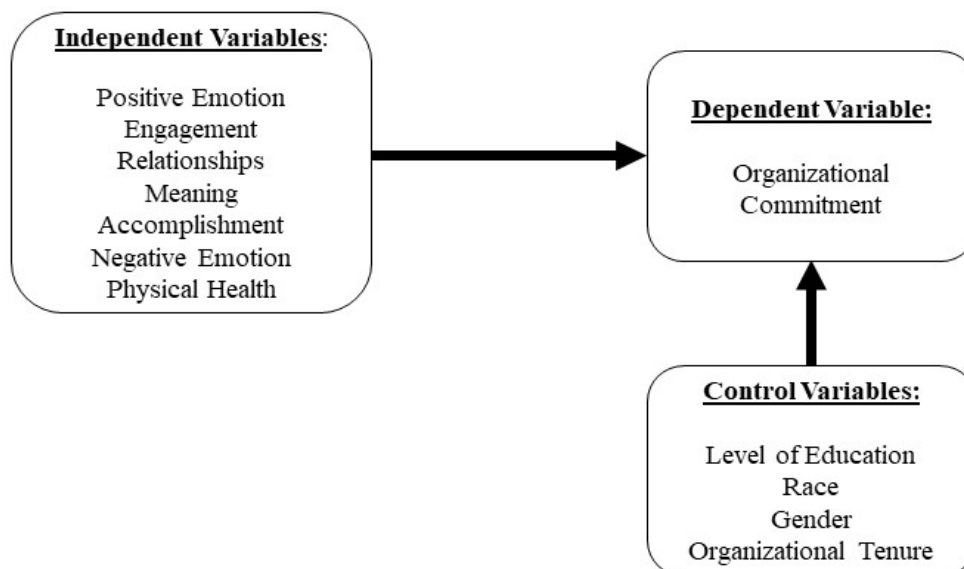 Independent Variables:
Positive Emotion
Engagement
Relationships
Meaning
Accomplishment
Negative Emotion
Physical Health
Dependent Variable:
Organizational
Commitment
Control Variables:
Level of Education
Race
Gender
Organizational Tenure